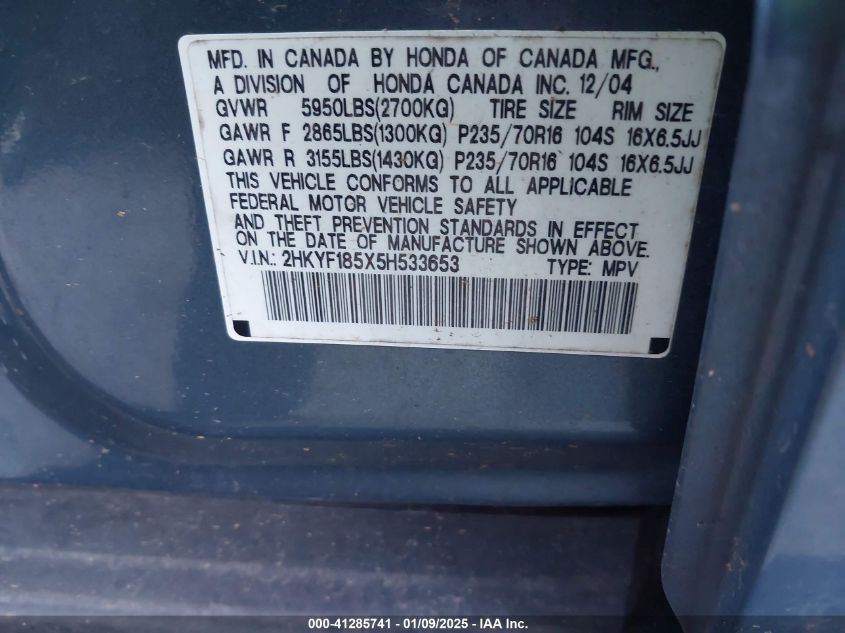 MFD. IN CANADA BY HONDA OF CANADA MFG.,
A DIVISION OF HONDA CANADA INC. 12/04
GVWR 5950LBS(2700KG) TIRE SIZE RIM SIZE
GAWR F 2865LBS(1300KG) P235/70R16 104S 16X6.5JJ
GAWR R 3155LBS(1430KG) P235/70R16 104S 16X6.5JJ
THIS VEHICLE CONFORMS TO ALL APPLICABLE
FEDERAL MOTOR VEHICLE SAFETY
AND THEFT PREVENTION STANDARDS IN EFFECT
ON THE DATE OF MANUFACTURE SHOWN ABOVE.
V.I.N.: 2HKYF185X5H533653 TYPE: MPV
000-41285741 | 01/09/2025 - IAA Inc.